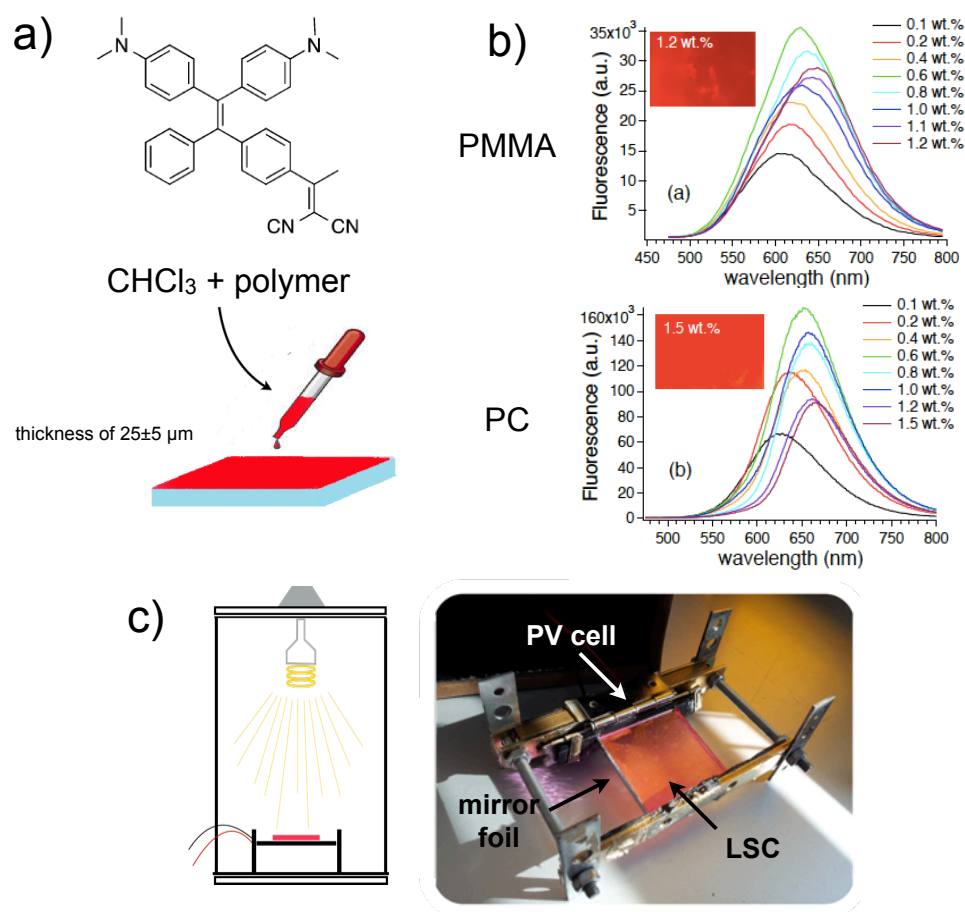 a)
N
N
CN CN
CHCl₃ + polymer
thickness of 25±5 µm
b)
PMMA
35x10³
30
25
20
15
10
5
Fluorescence (a.u.)
1.2 wt.%
(a)
0.1 wt.%
0.2 wt.%
0.4 wt.%
0.6 wt.%
0.8 wt.%
1.0 wt.%
1.1 wt.%
1.2 wt.%
450 500 550 600 650 700 750 800
wavelength (nm)
PC
160x10³
140
120
100
80
60
40
20
0
Fluorescence (a.u.)
1.5 wt.%
(b)
0.1 wt.%
0.2 wt.%
0.4 wt.%
0.6 wt.%
0.8 wt.%
1.0 wt.%
1.2 wt.%
1.5 wt.%
500 550 600 650 700 750 800
wavelength (nm)
c)
PV cell
mirror
foil
LSC